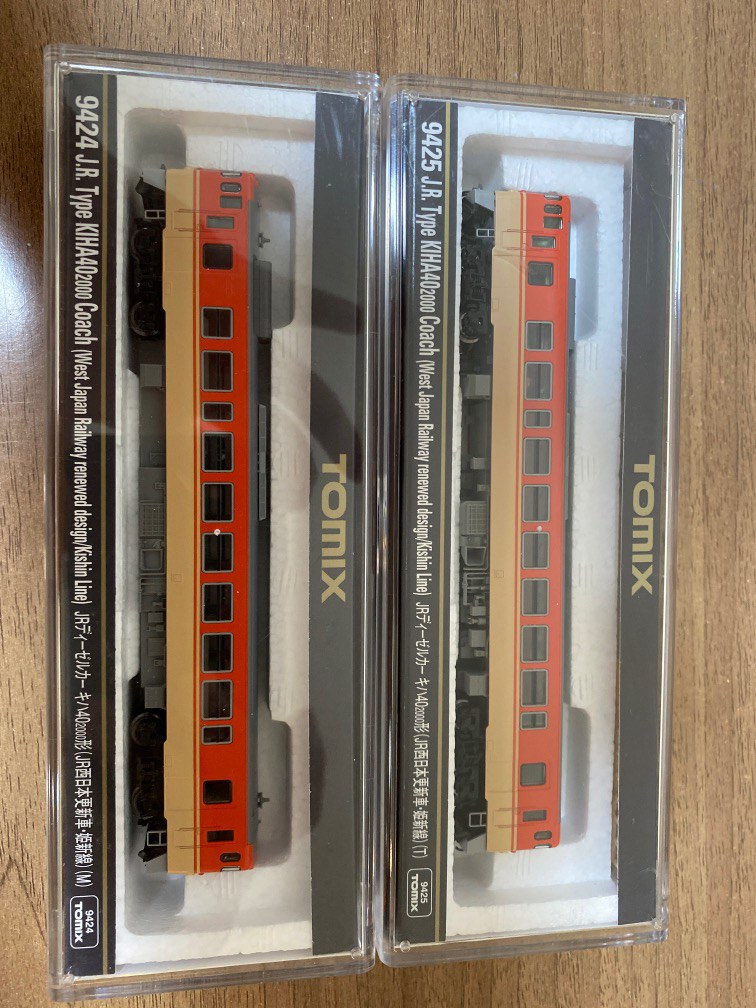 9424 J.R. Type KIHA402000 Coach (West Japan Railway renewed design/Kishin Line) JRディーゼルカー キハ402000形(JR西日本更新車・姫新線)(M)
9424
TOMIX
TOMIX
9425 J.R. Type KIHA402000 Coach (West Japan Railway renewed design/Kishin Line) JRディーゼルカー キハ402000形(JR西日本更新車・姫新線)(T)
9425
TOMIX
TOMIX